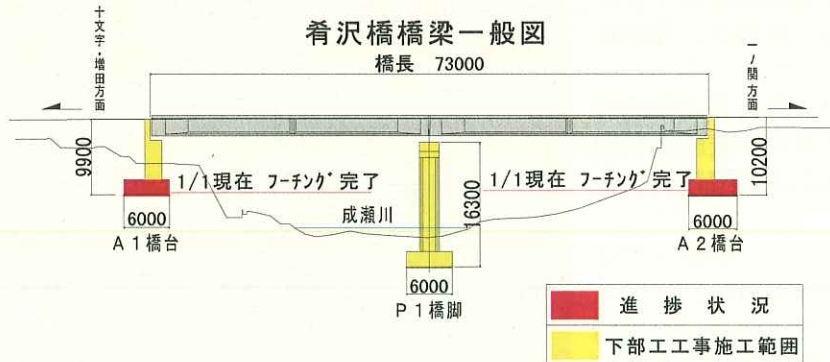 肴沢橋橋梁一般図
橋長 73000
十文字・増田方面
一ノ関方面
9900
10200
1/1現在 フーチング完了
1/1現在 フーチング完了
16300
成瀬川
6000
A1橋台
6000
A2橋台
6000
P1橋脚
進捗状況
下部工工事施工範囲